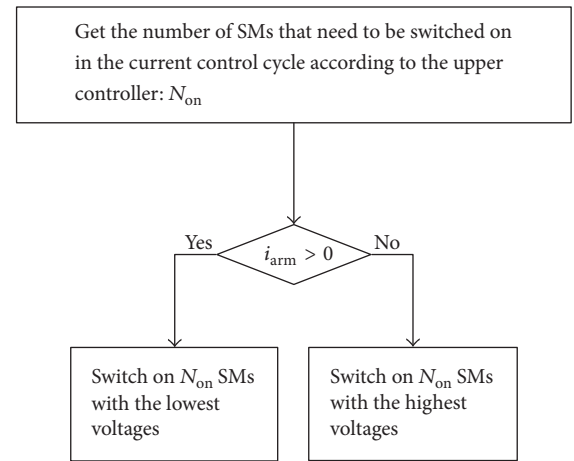 Get the number of SMs that need to be switched on
in the current control cycle according to the upper
controller: N_on
Yes
i_arm > 0
No
Switch on N_on SMs
with the lowest
voltages
Switch on N_on SMs
with the highest
voltages